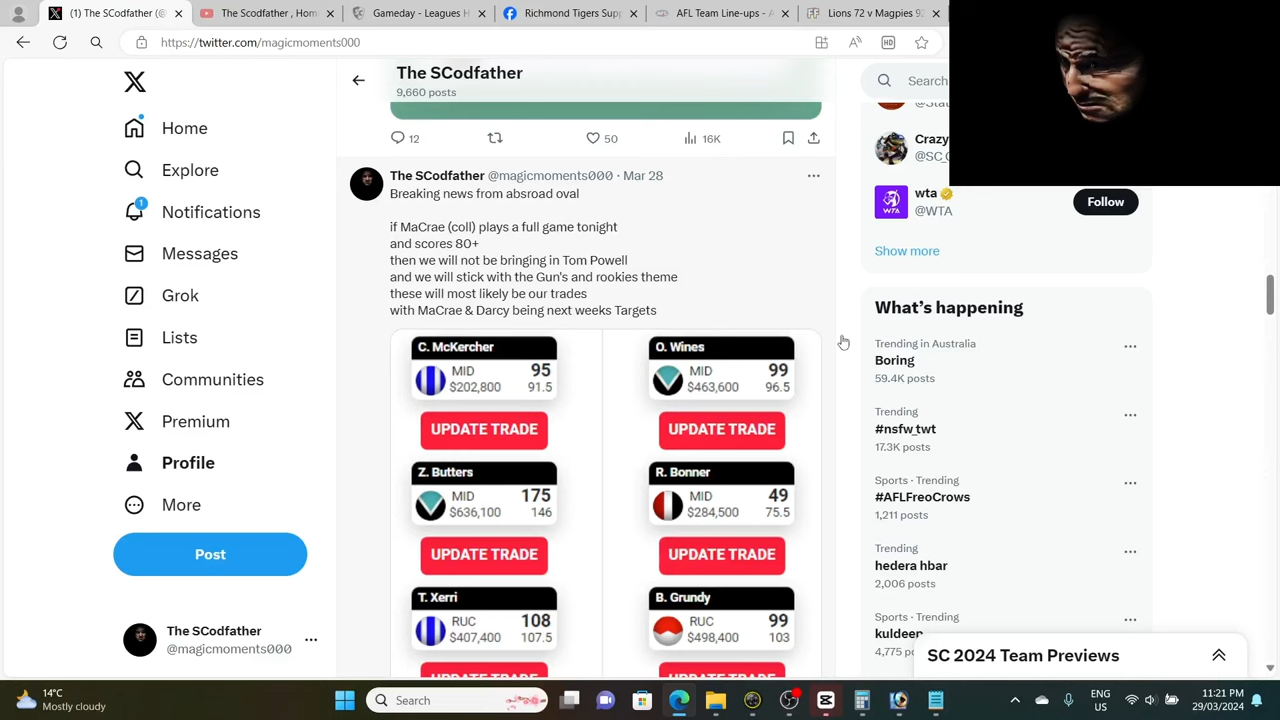 (1) The SCodfather (@
The SCodfather , Hom
Gameday - Leagues H
Richmond Tigers Sup
AFL Team Line-ups - A
Lions 72 v Magpies 92
https://twitter.com/magicmoments000
HD
The SCodfather
9,660 posts
Search
12
50
16K
@Stat
Crazy
@SC_C
wta
@WTA
Follow
Show more
Home
Explore
1
Notifications
Messages
Grok
Lists
Communities
Premium
Profile
More
Post
The SCodfather
@magicmoments000
The SCodfather @magicmoments000 · Mar 28
Breaking news from absroad oval
if MaCrae (coll) plays a full game tonight
and scores 80+
then we will not be bringing in Tom Powell
and we will stick with the Gun's and rookies theme
these will most likely be our trades
with MaCrae & Darcy being next weeks Targets
C. McKercher
MID 95
$202,800 91.5
UPDATE TRADE
O. Wines
MID 99
$463,600 96.5
UPDATE TRADE
Z. Butters
MID 175
$636,100 146
UPDATE TRADE
R. Bonner
MID 49
$284,500 75.5
UPDATE TRADE
T. Xerri
RUC 108
$407,400 107.5
B. Grundy
RUC 99
$498,400 103
What's happening
Trending in Australia
Boring
59.4K posts
Trending
#nsfw_twt
17.3K posts
Sports · Trending
#AFLFreoCrows
1,211 posts
Trending
hedera hbar
2,006 posts
Sports · Trending
kuldeep
4,775 po
SC 2024 Team Previews
14°C
Mostly cloudy
Search
ENG
US
11:21 PM
29/03/2024